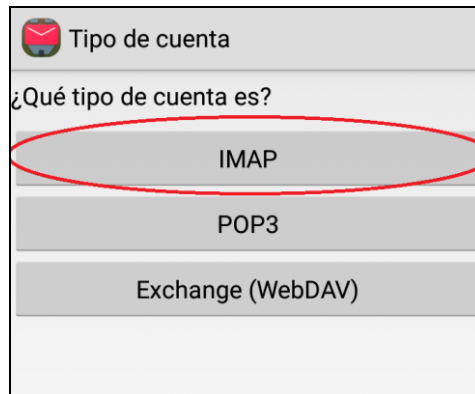 Tipo de cuenta
¿Qué tipo de cuenta es?
IMAP
POP3
Exchange (WebDAV)